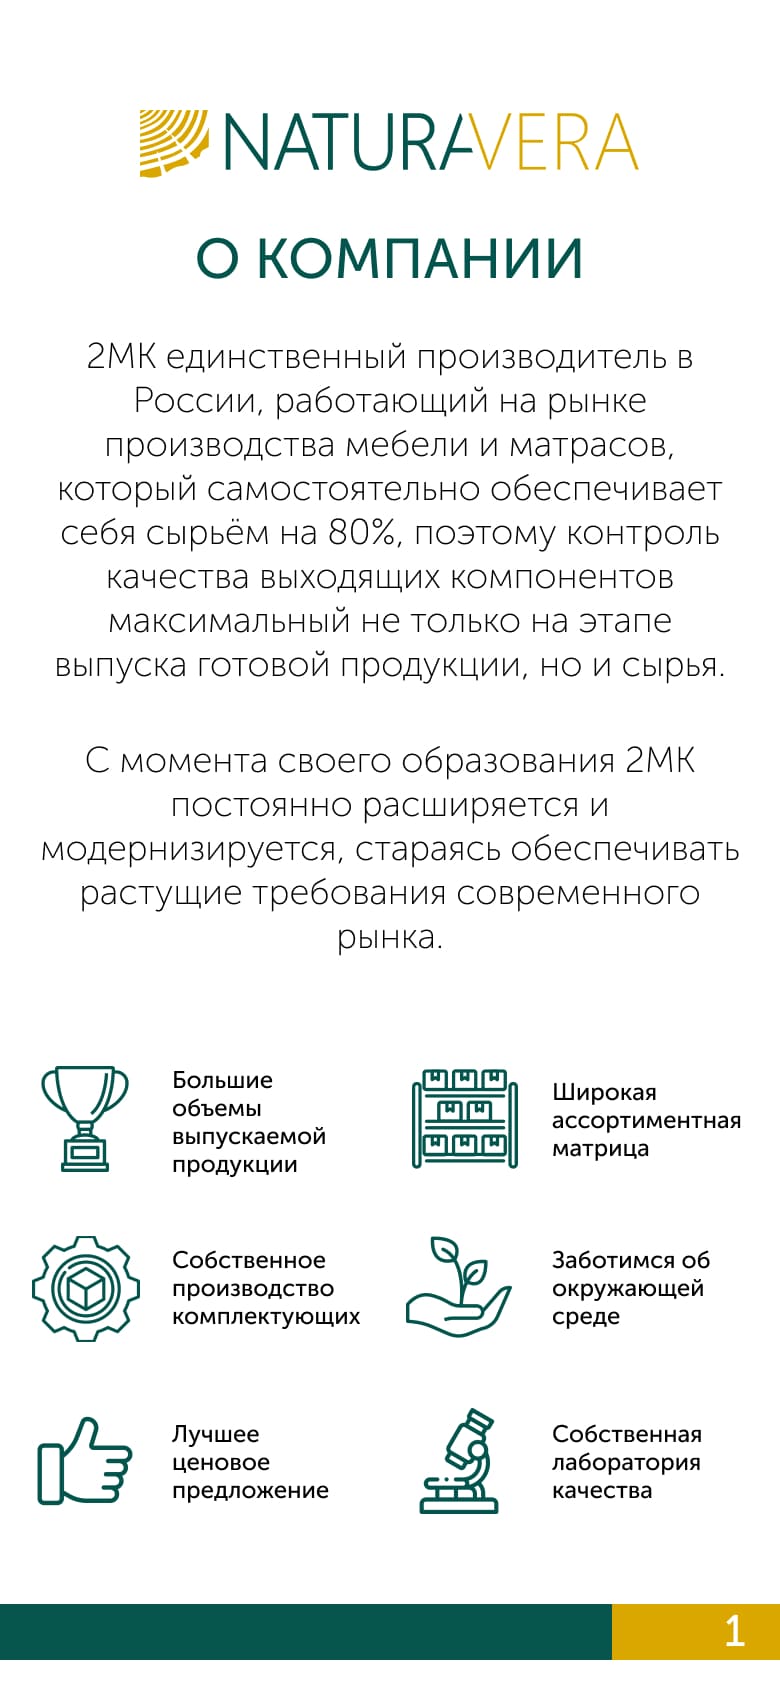 NATURAVERA
О КОМПАНИИ
2МК единственный производитель в
России, работающий на рынке
производства мебели и матрасов,
который самостоятельно обеспечивает
себя сырьём на 80%, поэтому контроль
качества выходящих компонентов
максимальный не только на этапе
выпуска готовой продукции, но и сырья.
С момента своего образования 2МК
постоянно расширяется и
модернизируется, стараясь обеспечивать
растущие требования современного
рынка.
Большие
объемы
выпускаемой
продукции
Широкая
ассортиментная
матрица
Собственное
производство
комплектующих
Заботимся об
окружающей
среде
Лучшее
ценовое
предложение
Собственная
лаборатория
качества
1